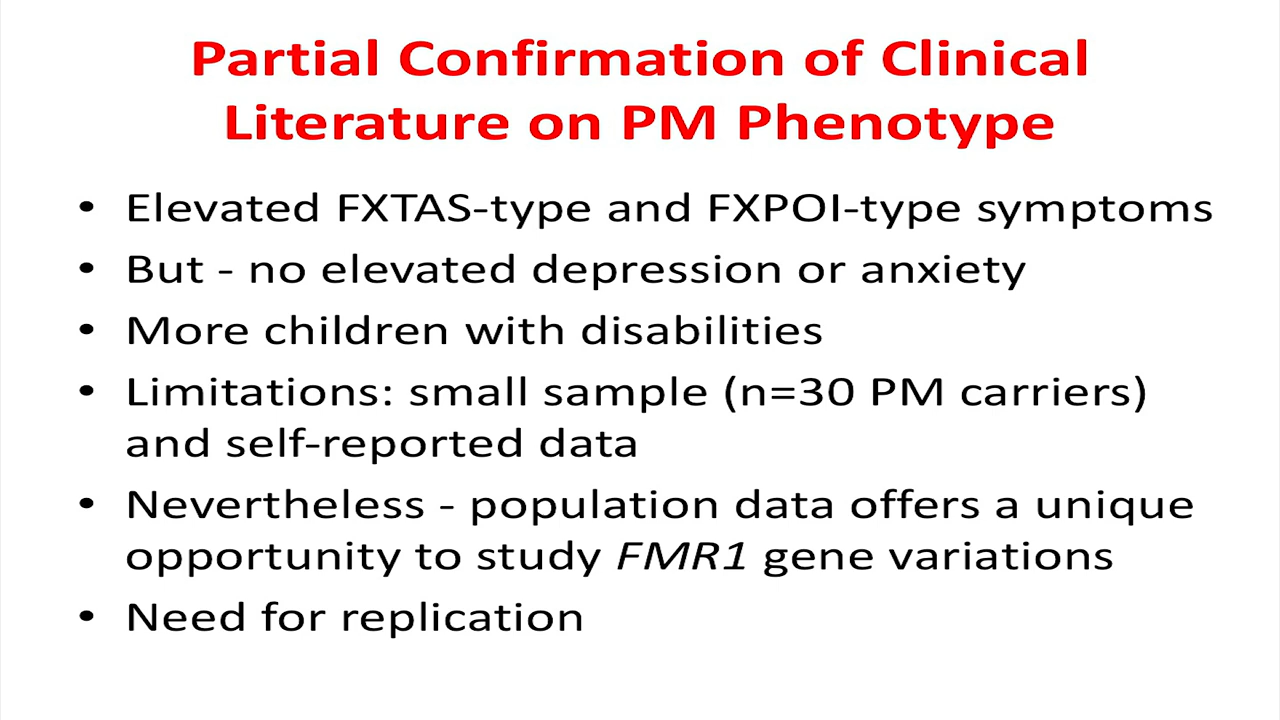 Partial Confirmation of Clinical
Literature on PM Phenotype
• Elevated FXTAS-type and FXPOI-type symptoms
• But - no elevated depression or anxiety
• More children with disabilities
• Limitations: small sample (n=30 PM carriers)
and self-reported data
• Nevertheless - population data offers a unique
opportunity to study FMR1 gene variations
• Need for replication